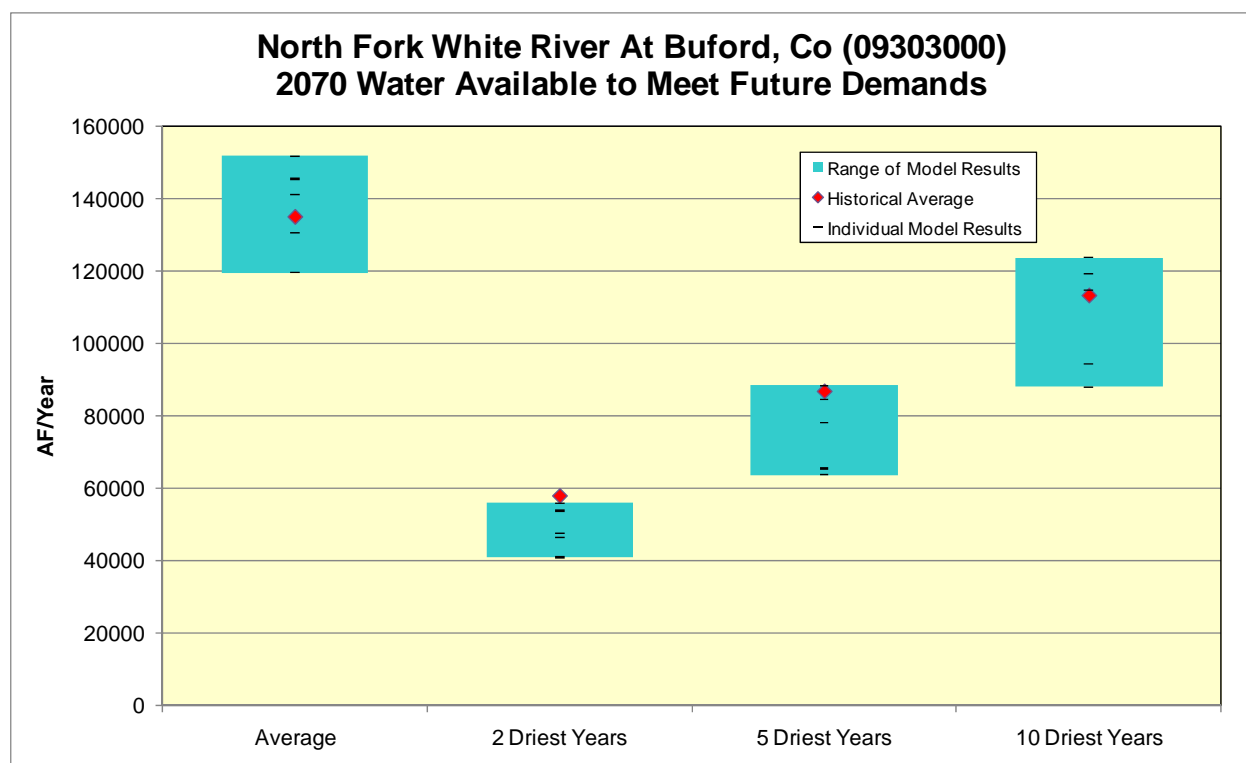 North Fork White River At Buford, Co (09303000)
2070 Water Available to Meet Future Demands
160000
140000
120000
100000
80000
60000
40000
20000
0
AF/Year
Range of Model Results
Historical Average
Individual Model Results
Average
2 Driest Years
5 Driest Years
10 Driest Years